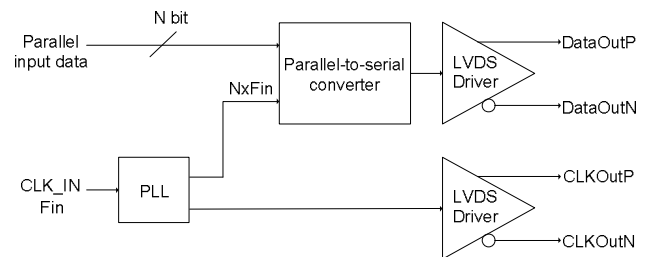 N bit
Parallel
input data
Parallel-to-serial
converter
LVDS
Driver
DataOutP
DataOutN
NxFin
CLK_IN
Fin
PLL
LVDS
Driver
CLKOutP
CLKOutN